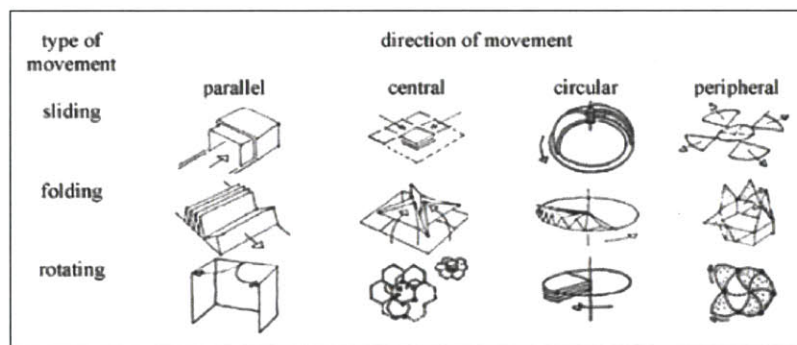 type of movement
direction of movement
parallel
central
circular
peripheral
sliding
folding
rotating